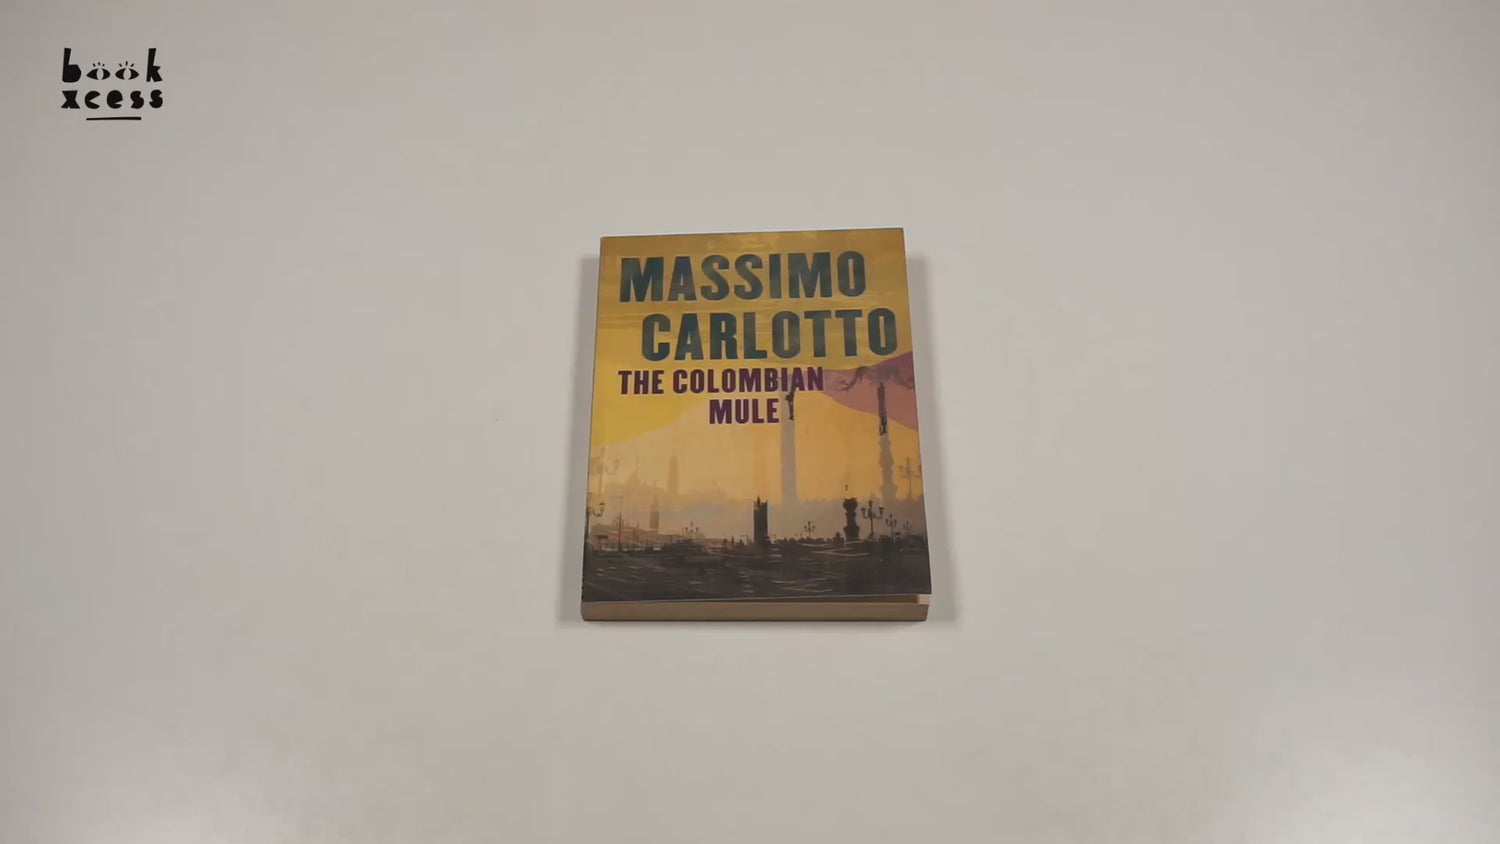 book
xcess
MASSIMO
CARLOTTO
THE COLOMBIAN
MULE